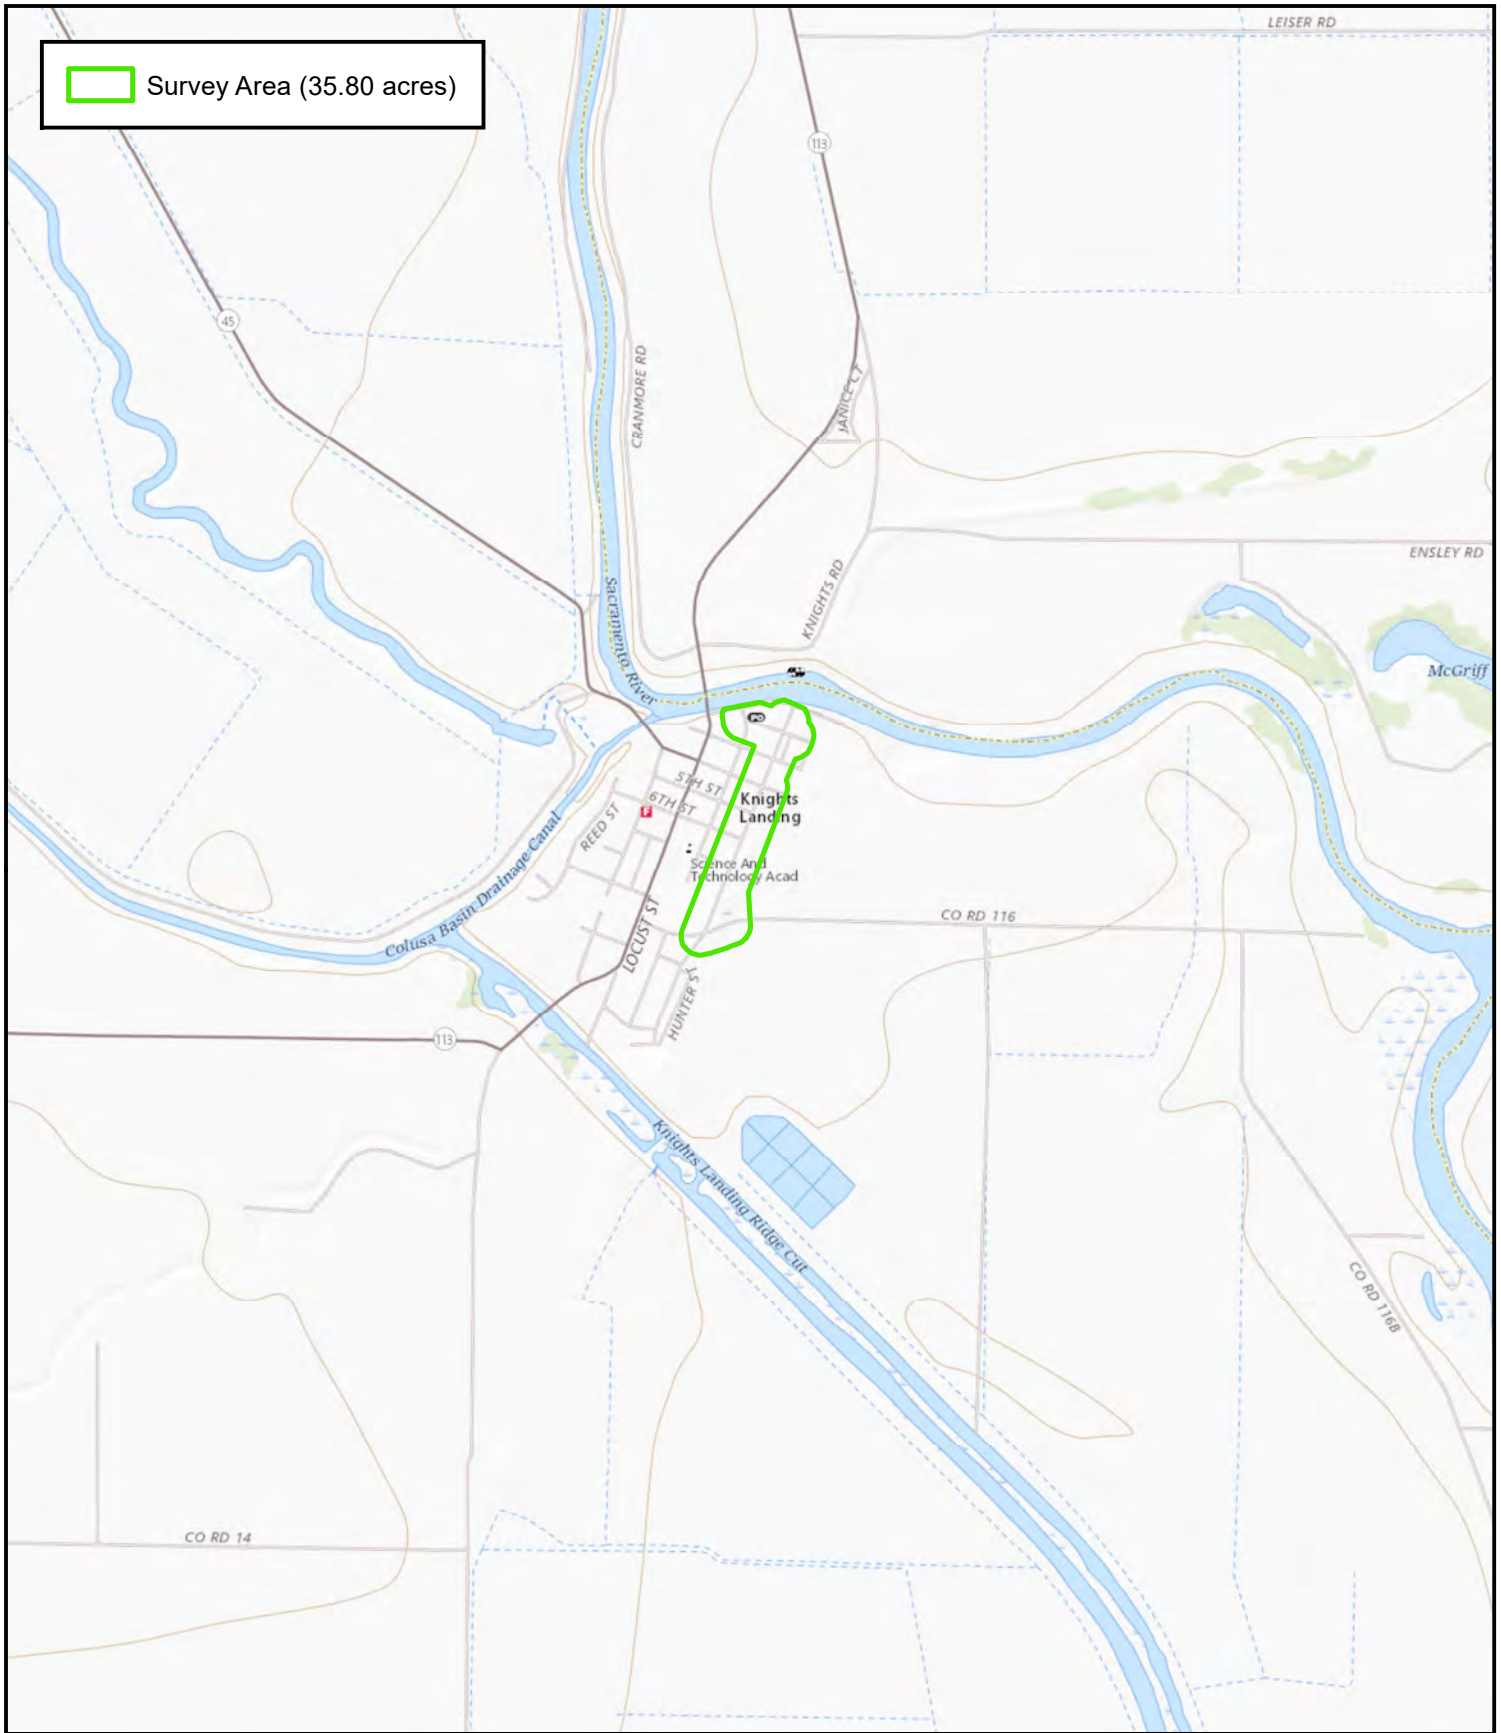 LEISER RD
Survey Area (35.80 acres)
113
45
CRANMORE RD
JANICE CT
ENSLEY RD
KNIGHTS RD
Sacramento River
McGriff
PO
5TH ST
6TH ST
F
REED ST
Knights
Landing
Science And
Technology Acad
Colusa Basin Drainage Canal
LOCUST ST
CO RD 116
HUNTER ST
113
Knights Landing Ridge Cut
CO RD 116B
CO RD 14